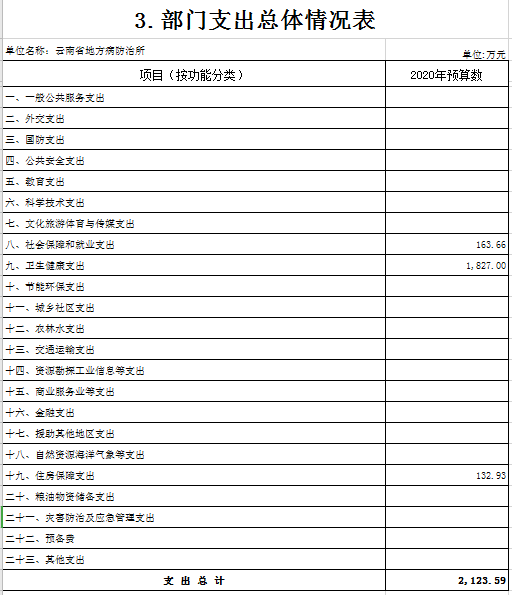 3.部门支出总体情况表
单位名称：云南省地方病防治所 单位:万元
项目（按功能分类） 2020年预算数
一、一般公共服务支出
二、外交支出
三、国防支出
四、公共安全支出
五、教育支出
六、科学技术支出
七、文化旅游体育与传媒支出
八、社会保障和就业支出 163.66
九、卫生健康支出 1,827.00
十、节能环保支出
十一、城乡社区支出
十二、农林水支出
十三、交通运输支出
十四、资源勘探工业信息等支出
十五、商业服务业等支出
十六、金融支出
十七、援助其他地区支出
十八、自然资源海洋气象等支出
十九、住房保障支出 132.93
二十、粮油物资储备支出
二十一、灾害防治及应急管理支出
二十二、预备费
二十三、其他支出
支 出 总 计 2,123.59